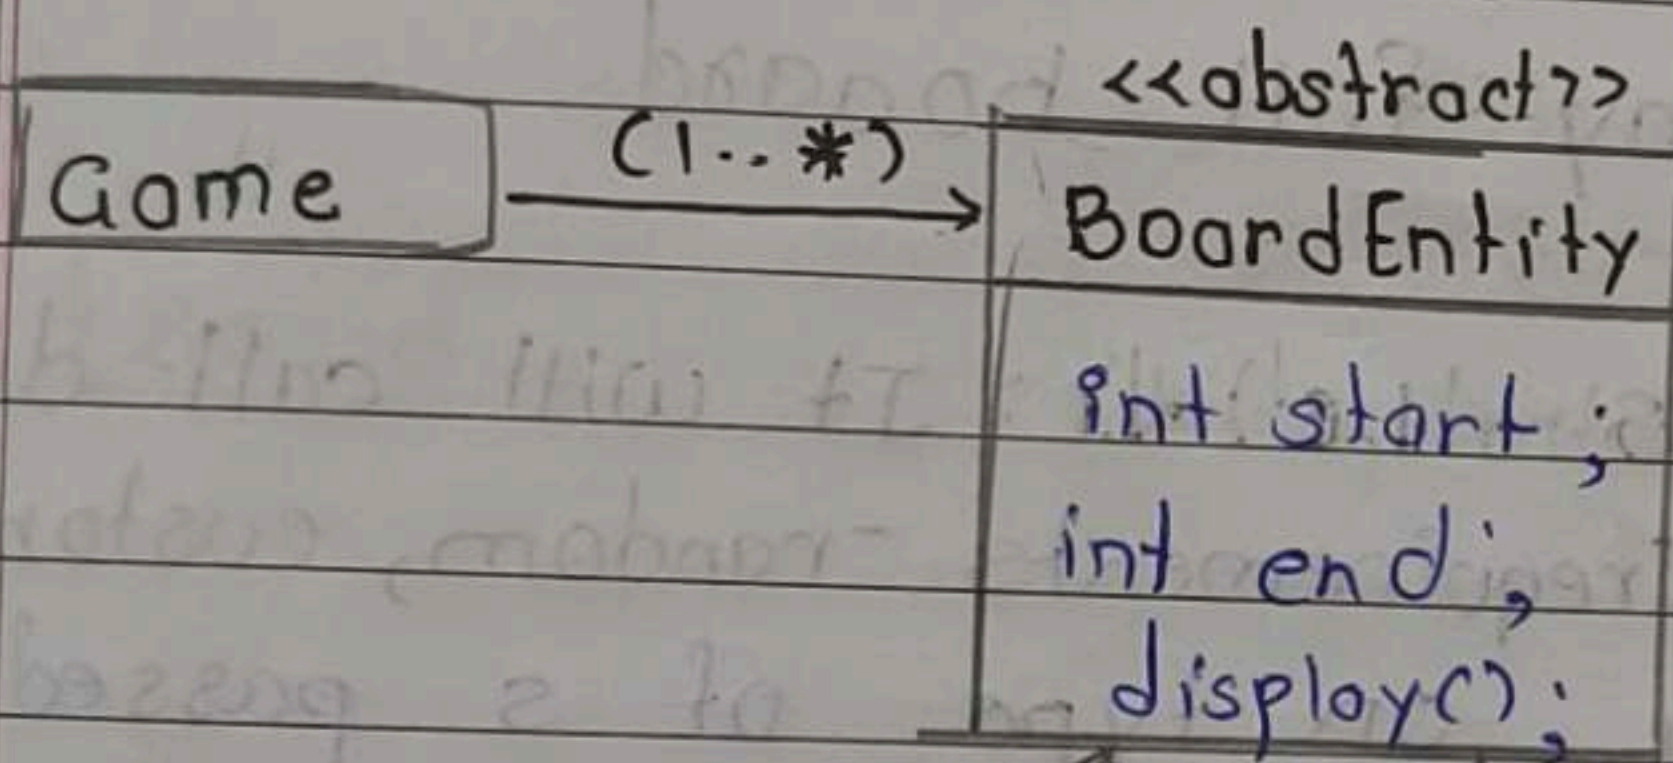 <<abstract>>
Game
(1..*)
BoardEntity
int start;
int end;
display();